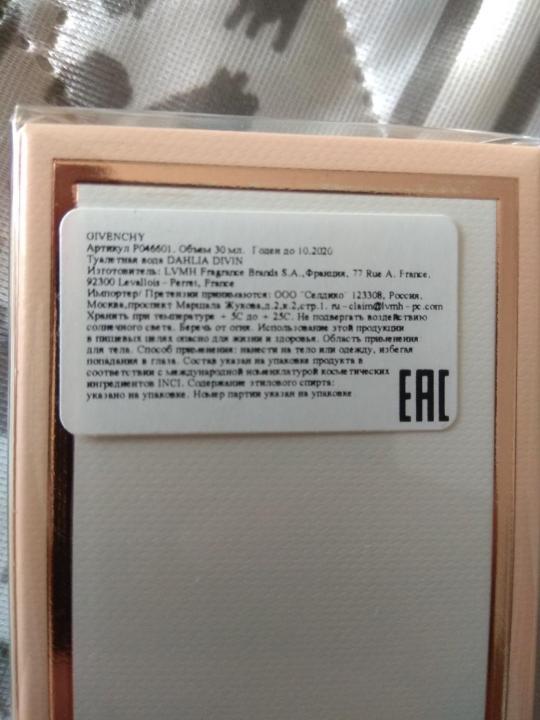 GIVENCHY
Артикул P046601. Объем 30 мл. Годен до 10.2020
Туалетная вода DAHLIA DIVIN
Изготовитель: LVMH Fragrance Brands S.A., Франция, 77 Rue A. France,
92300 Levallois - Perret, France
Импортер/ Претензии принимаются: ООО "Селдико" 123308, Россия,
Москва,проспект Маршала Жукова,д.2,к.2,стр.1. ru-claim@lvmh-pc.com
Хранить при температуре + 5С до + 25С. Не подвергать воздействию
солнечного света. Беречь от огня. Использование этой продукции
в пищевых целях опасно для жизни и здоровья. Область применения
для тела. Способ применения: нанести на тело или одежду, избегая
попадания в глаза. Состав указан на упаковке продукта в
соответствии с международной номенклатурой косметических
ингредиентов INCI. Содержание этилового спирта:
указано на упаковке. Номер партии указан на упаковке
EAC